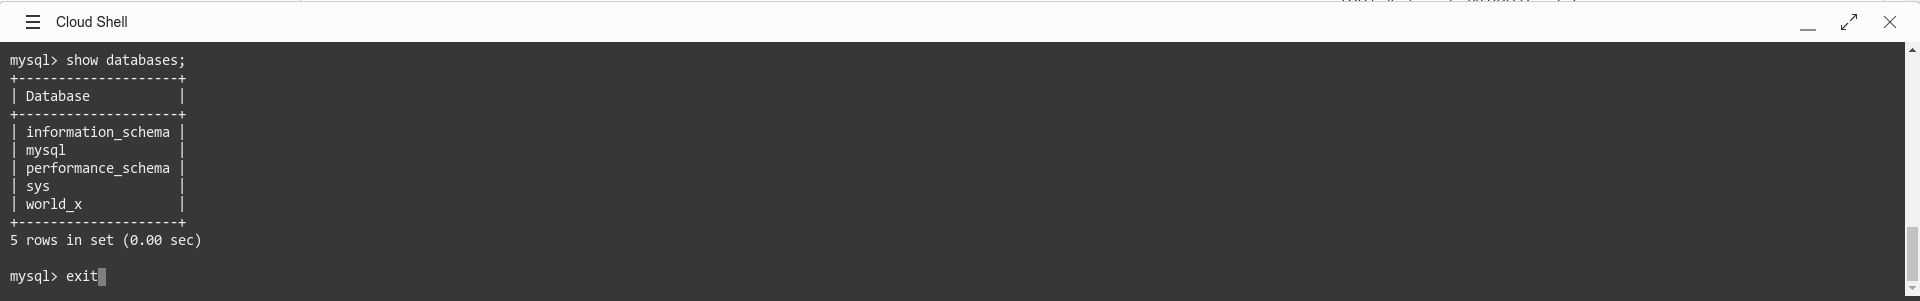 Cloud Shell
mysql> show databases;
+--------------------+
| Database           |
+--------------------+
| information_schema |
| mysql              |
| performance_schema |
| sys                |
| world_x            |
+--------------------+
5 rows in set (0.00 sec)
mysql> exit